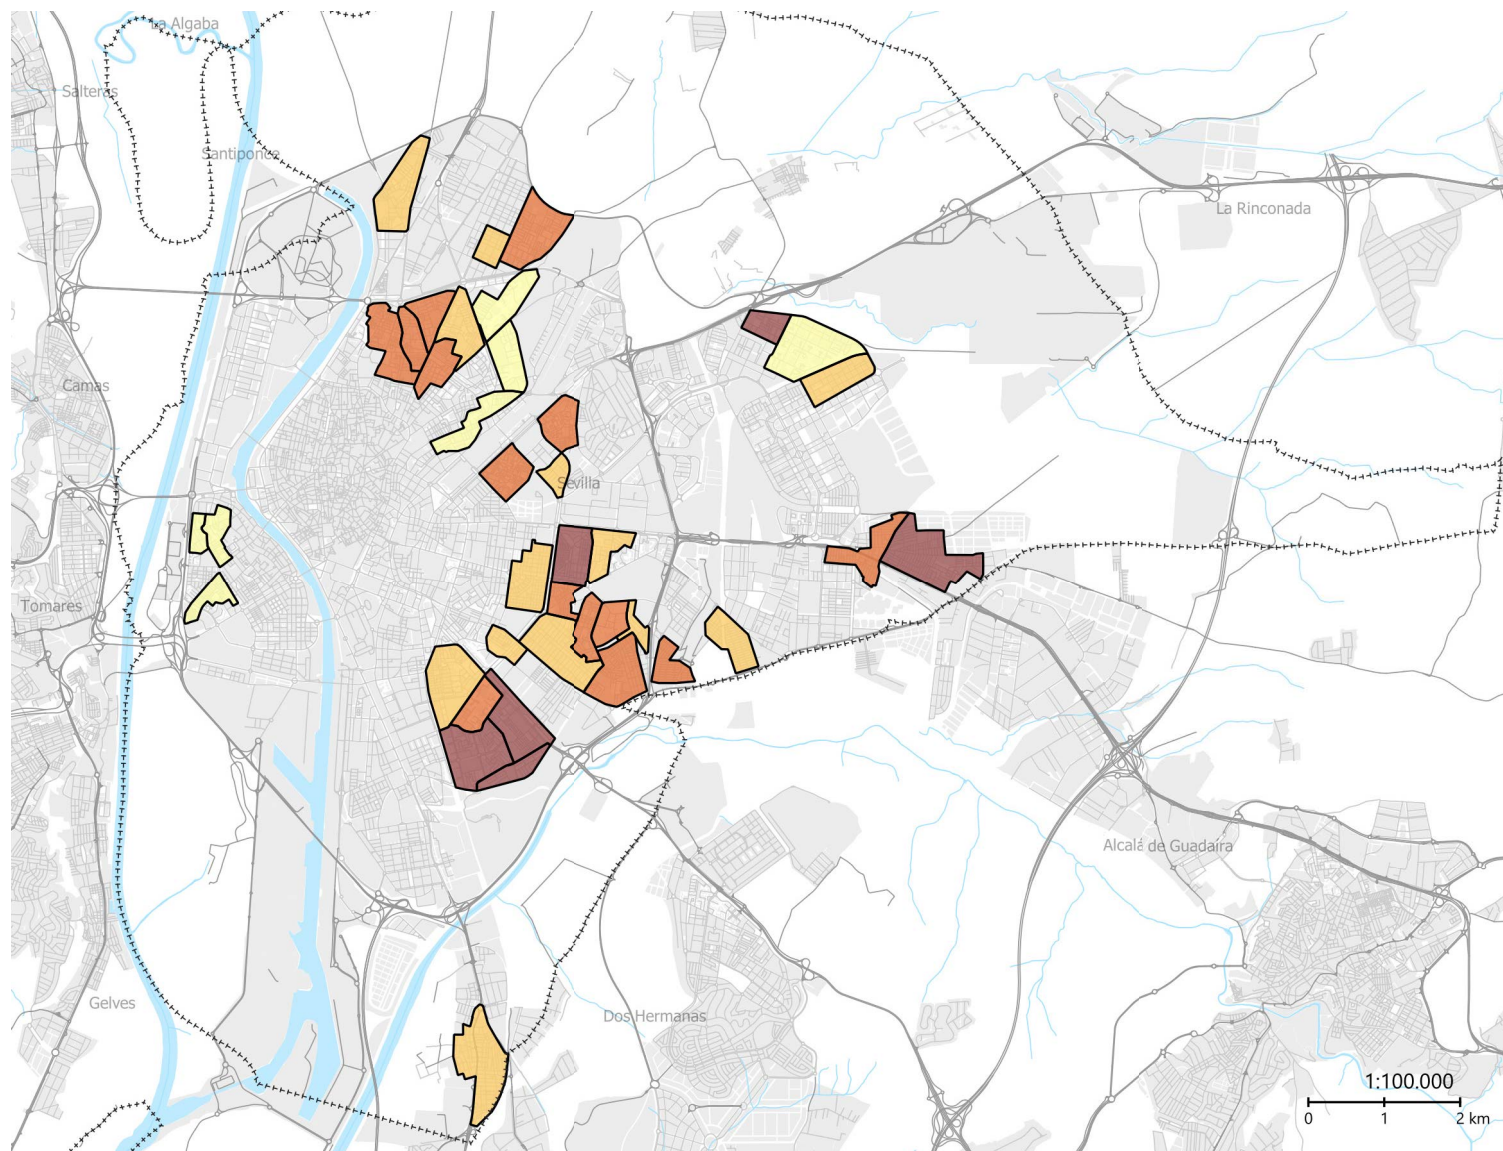 La Algaba
Salteras
Santiponce
La Rinconada
Camas
Sevilla
Tomares
Alcalá de Guadaíra
Gelves
Dos Hermanas
1:100.000
0 1 2 km